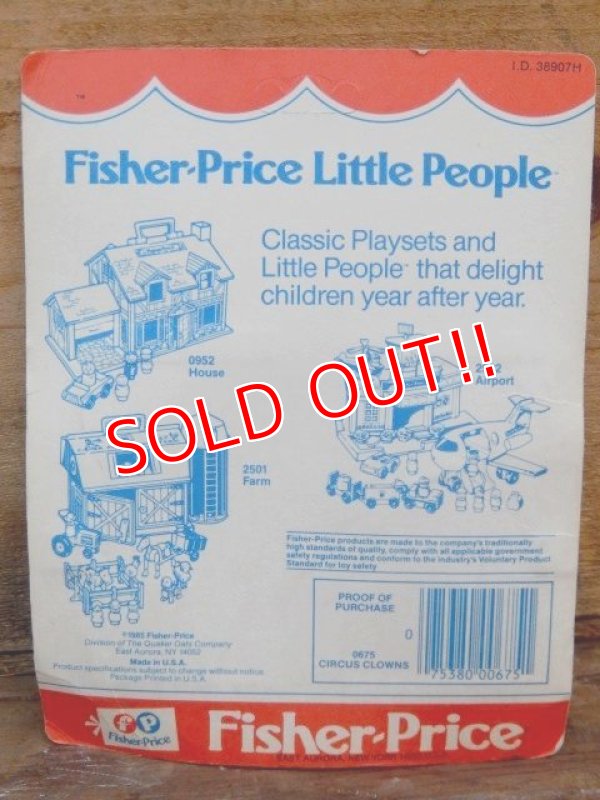 I.D. 38907H
TM
Fisher-Price Little People™
Classic Playsets and
Little People™ that delight
children year after year.
0952
House
Airport
SOLD OUT!!
2501
Farm
Fisher-Price products are made to the company's traditionally
high standards of quality, comply with all applicable government
safety regulations and conform to the industry's Voluntary Product
Standard for toy safety
PROOF OF
PURCHASE
0
0675
CIRCUS CLOWNS
75380 00675
©1985 Fisher-Price
Division of The Quaker Oats Company
East Aurora, NY 14052
Made in U.S.A.
Product specifications subject to change without notice.
Package Printed in U.S.A.
FP
Fisher-Price
Fisher-Price
EAST AURORA, NEW YORK